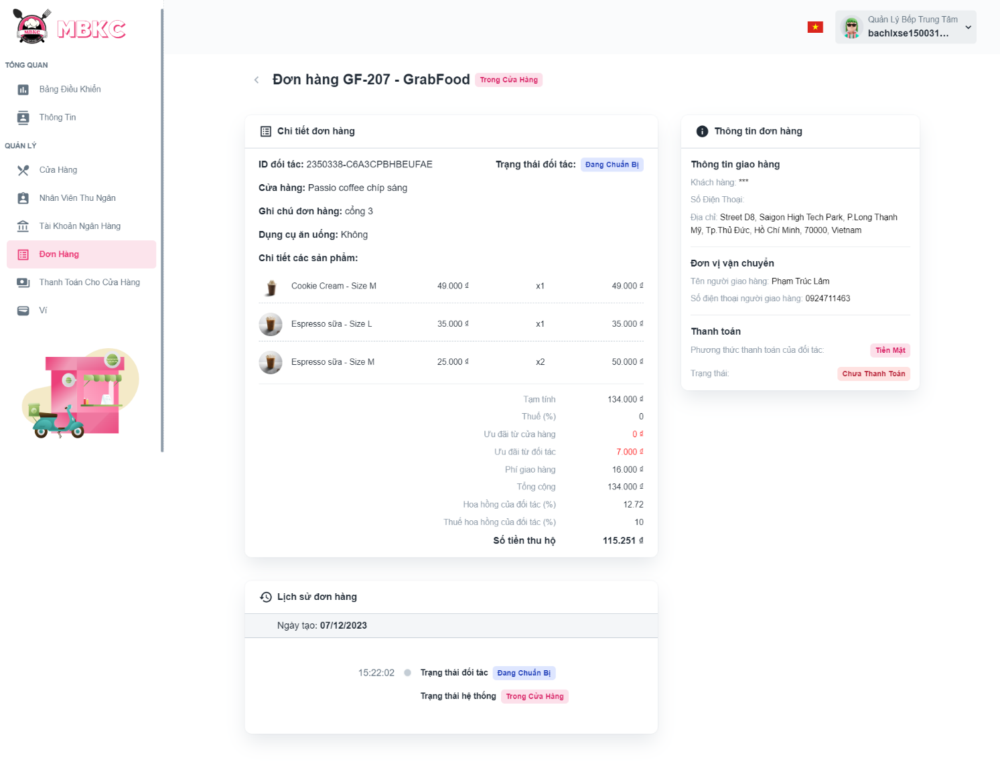 MBKC
MBKC
Quản Lý Bếp Trung Tâm
bachlxse150031...
TỔNG QUAN
Bảng Điều Khiển
Thông Tin
QUẢN LÝ
Cửa Hàng
Nhân Viên Thu Ngân
Tài Khoản Ngân Hàng
Đơn Hàng
Thanh Toán Cho Cửa Hàng
Ví
Đơn hàng GF-207 - GrabFood Trong Cửa Hàng
Chi tiết đơn hàng
ID đối tác: 2350338-C6A3CPBHBEUFAE Trạng thái đối tác: Đang Chuẩn Bị
Cửa hàng: Passio coffee chíp sáng
Ghi chú đơn hàng: cổng 3
Dụng cụ ăn uống: Không
Chi tiết các sản phẩm:
Cookie Cream - Size M 49.000 ₫ x1 49.000 ₫
Espresso sữa - Size L 35.000 ₫ x1 35.000 ₫
Espresso sữa - Size M 25.000 ₫ x2 50.000 ₫
Tạm tính 134.000 ₫
Thuế (%) 0
Ưu đãi từ cửa hàng 0 ₫
Ưu đãi từ đối tác 7.000 ₫
Phí giao hàng 16.000 ₫
Tổng cộng 134.000 ₫
Hoa hồng của đối tác (%) 12.72
Thuế hoa hồng của đối tác (%) 10
Số tiền thu hộ 115.251 ₫
Thông tin đơn hàng
Thông tin giao hàng
Khách hàng: ***
Số Điện Thoại:
Địa chỉ: Street D8, Saigon High Tech Park, P.Long Thạnh
Mỹ, Tp.Thủ Đức, Hồ Chí Minh, 70000, Vietnam
Đơn vị vận chuyển
Tên người giao hàng: Phạm Trúc Lâm
Số điện thoại người giao hàng: 0924711463
Thanh toán
Phương thức thanh toán của đối tác: Tiền Mặt
Trạng thái: Chưa Thanh Toán
Lịch sử đơn hàng
Ngày tạo: 07/12/2023
15:22:02 Trạng thái đối tác Đang Chuẩn Bị
Trạng thái hệ thống Trong Cửa Hàng